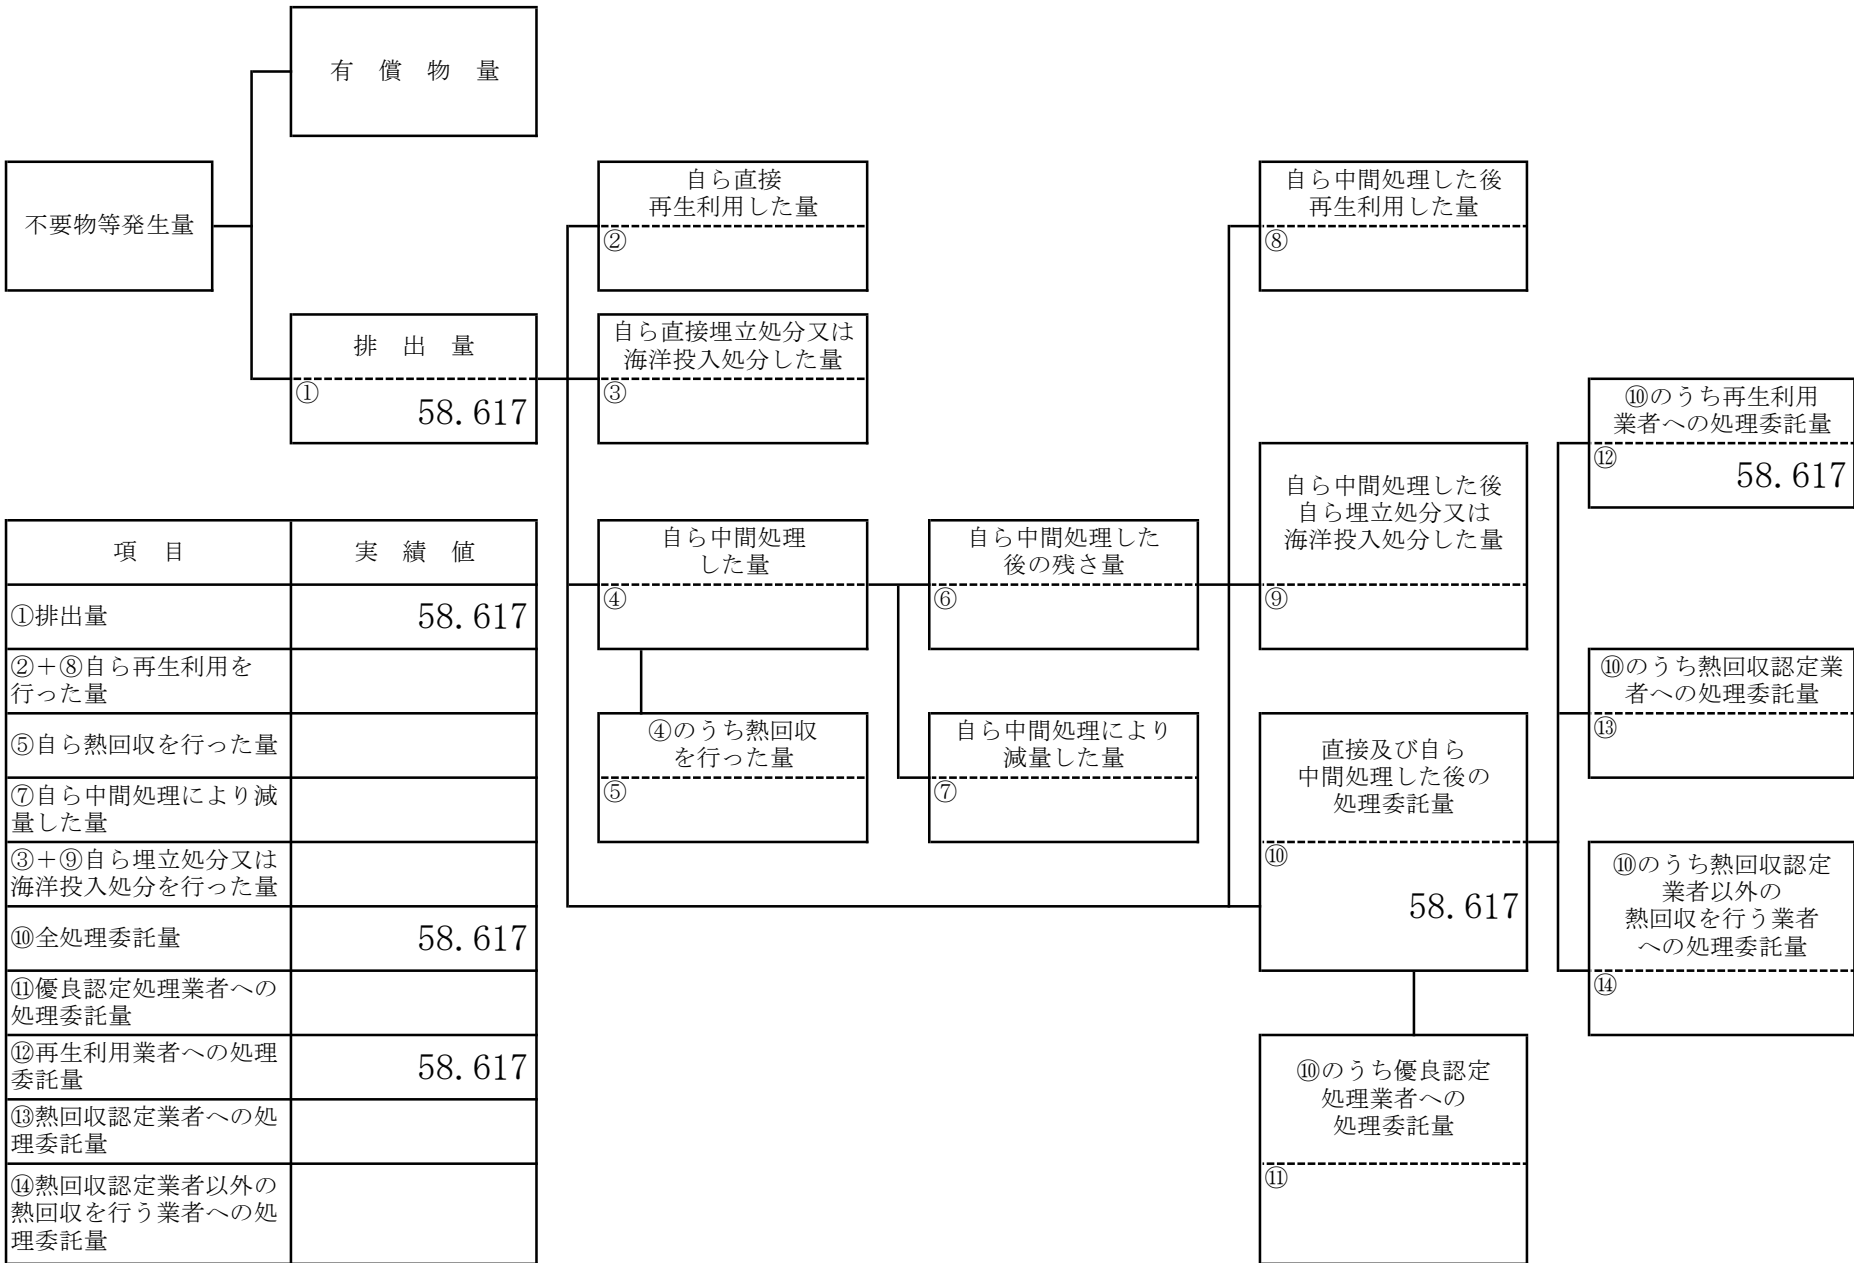 有 償 物 量
不要物等発生量
排 出 量
①
58.617
自ら直接
再生利用した量
②
自ら直接埋立処分又は
海洋投入処分した量
③
自ら中間処理
した量
④
④のうち熱回収
を行った量
⑤
自ら中間処理した
後の残さ量
⑥
自ら中間処理により
減量した量
⑦
自ら中間処理した後
再生利用した量
⑧
自ら中間処理した後
自ら埋立処分又は
海洋投入処分した量
⑨
直接及び自ら
中間処理した後の
処理委託量
⑩
58.617
⑩のうち優良認定
処理業者への
処理委託量
⑪
⑩のうち再生利用
業者への処理委託量
⑫
58.617
⑩のうち熱回収認定業
者への処理委託量
⑬
⑩のうち熱回収認定
業者以外の
熱回収を行う業者
への処理委託量
⑭
項 目 実 績 値
①排出量 58.617
②+⑧自ら再生利用を
行った量
⑤自ら熱回収を行った量
⑦自ら中間処理により減
量した量
③+⑨自ら埋立処分又は
海洋投入処分を行った量
⑩全処理委託量 58.617
⑪優良認定処理業者への
処理委託量
⑫再生利用業者への処理
委託量 58.617
⑬熱回収認定業者への処
理委託量
⑭熱回収認定業者以外の
熱回収を行う業者への処
理委託量